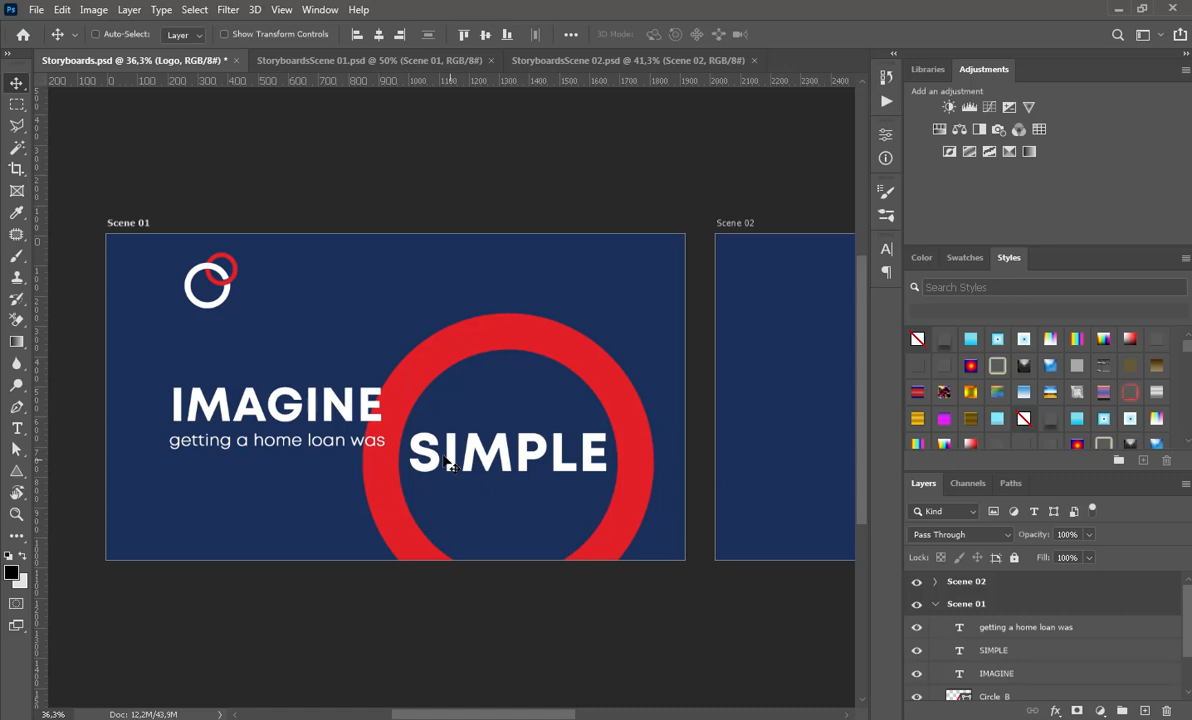 Ps File Edit Image Layer Type Select Filter 3D View Window Help
Auto-Select: Layer Show Transform Controls 3D Mode:
Storyboards.psd @ 36,3% (Logo, RGB/8#) * × StoryboardsScene 01.psd @ 50% (Scene 01, RGB/8#) × StoryboardsScene 02.psd @ 41,3% (Scene 02, RGB/8#) ×
Libraries Adjustments
Add an adjustment
Scene 01 Scene 02
IMAGINE
getting a home loan was
SIMPLE
Color Swatches Styles
Search Styles
Layers Channels Paths
Kind
Pass Through Opacity: 100%
Lock: Fill: 100%
Scene 02
Scene 01
T getting a home loan was
T SIMPLE
T IMAGINE
Circle_B
36,3% Doc: 12,2M/43,9M